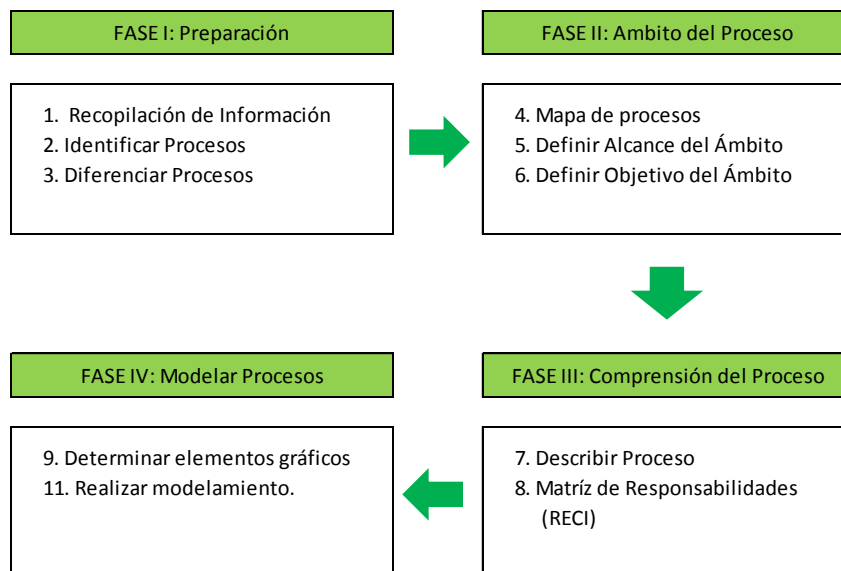 FASE I: Preparación
1. Recopilación de Información
2. Identificar Procesos
3. Diferenciar Procesos
FASE II: Ambito del Proceso
4. Mapa de procesos
5. Definir Alcance del Ámbito
6. Definir Objetivo del Ámbito
FASE III: Comprensión del Proceso
7. Describir Proceso
8. Matríz de Responsabilidades
(RECI)
FASE IV: Modelar Procesos
9. Determinar elementos gráficos
11. Realizar modelamiento.